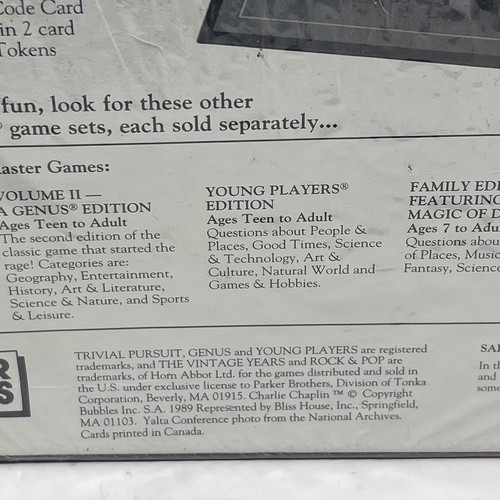 Code Card
in 2 card
Tokens
fun, look for these other
® game sets, each sold separately...
aster Games:
VOLUME II —
A GENUS® EDITION
Ages Teen to Adult
The second edition of the
classic game that started the
rage! Categories are:
Geography, Entertainment,
History, Art & Literature,
Science & Nature, and Sports
& Leisure.
YOUNG PLAYERS®
EDITION
Ages Teen to Adult
Questions about People &
Places, Good Times, Science
& Technology, Art &
Culture, Natural World and
Games & Hobbies.
FAMILY EDI
FEATURING
MAGIC OF D
Ages 7 to Adu
Questions abou
of Places, Music
Fantasy, Science
R
S
TRIVIAL PURSUIT, GENUS and YOUNG PLAYERS are registered
trademarks, and THE VINTAGE YEARS and ROCK & POP are
trademarks, of Horn Abbot Ltd. for the games distributed and sold in
the U.S. under exclusive license to Parker Brothers, Division of Tonka
Corporation, Beverly, MA 01915. Charlie Chaplin ™ © Copyright
Bubbles Inc. S.A. 1989 Represented by Bliss House, Inc., Springfield,
MA 01103. Yalta Conference photo from the National Archives.
Cards printed in Canada.
SA
In th
and
some